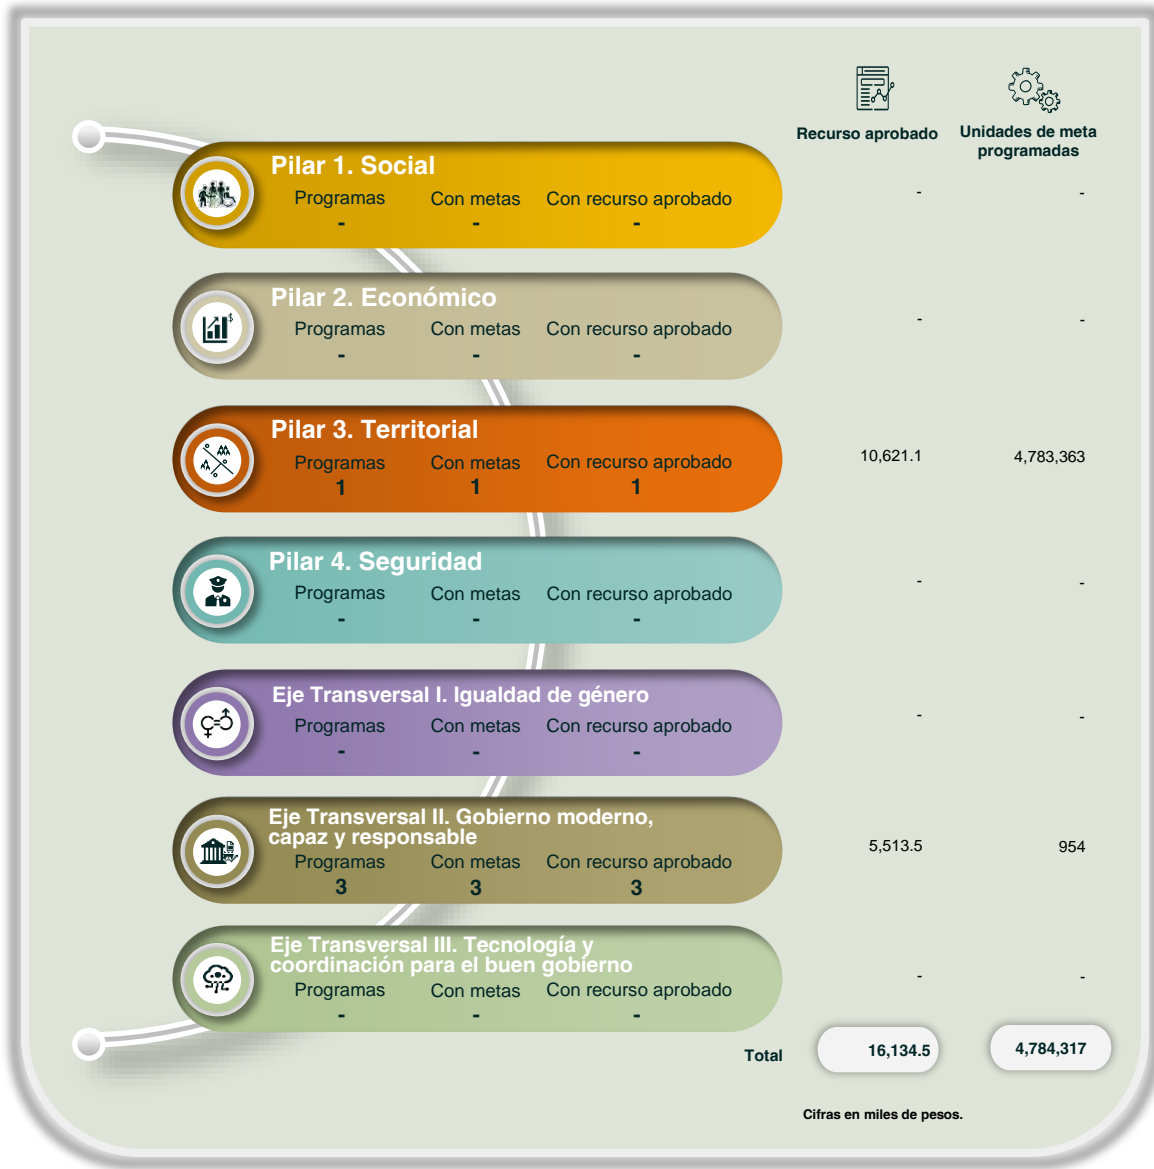 Recurso aprobado
Unidades de meta
programadas
Pilar 1. Social
Programas Con metas Con recurso aprobado
- - -
- -
Pilar 2. Económico
Programas Con metas Con recurso aprobado
- - -
- -
Pilar 3. Territorial
Programas Con metas Con recurso aprobado
1 1 1
10,621.1 4,783,363
Pilar 4. Seguridad
Programas Con metas Con recurso aprobado
- - -
- -
Eje Transversal I. Igualdad de género
Programas Con metas Con recurso aprobado
- - -
- -
Eje Transversal II. Gobierno moderno,
capaz y responsable
Programas Con metas Con recurso aprobado
3 3 3
5,513.5 954
Eje Transversal III. Tecnología y
coordinación para el buen gobierno
Programas Con metas Con recurso aprobado
- - -
- -
Total 16,134.5 4,784,317
Cifras en miles de pesos.